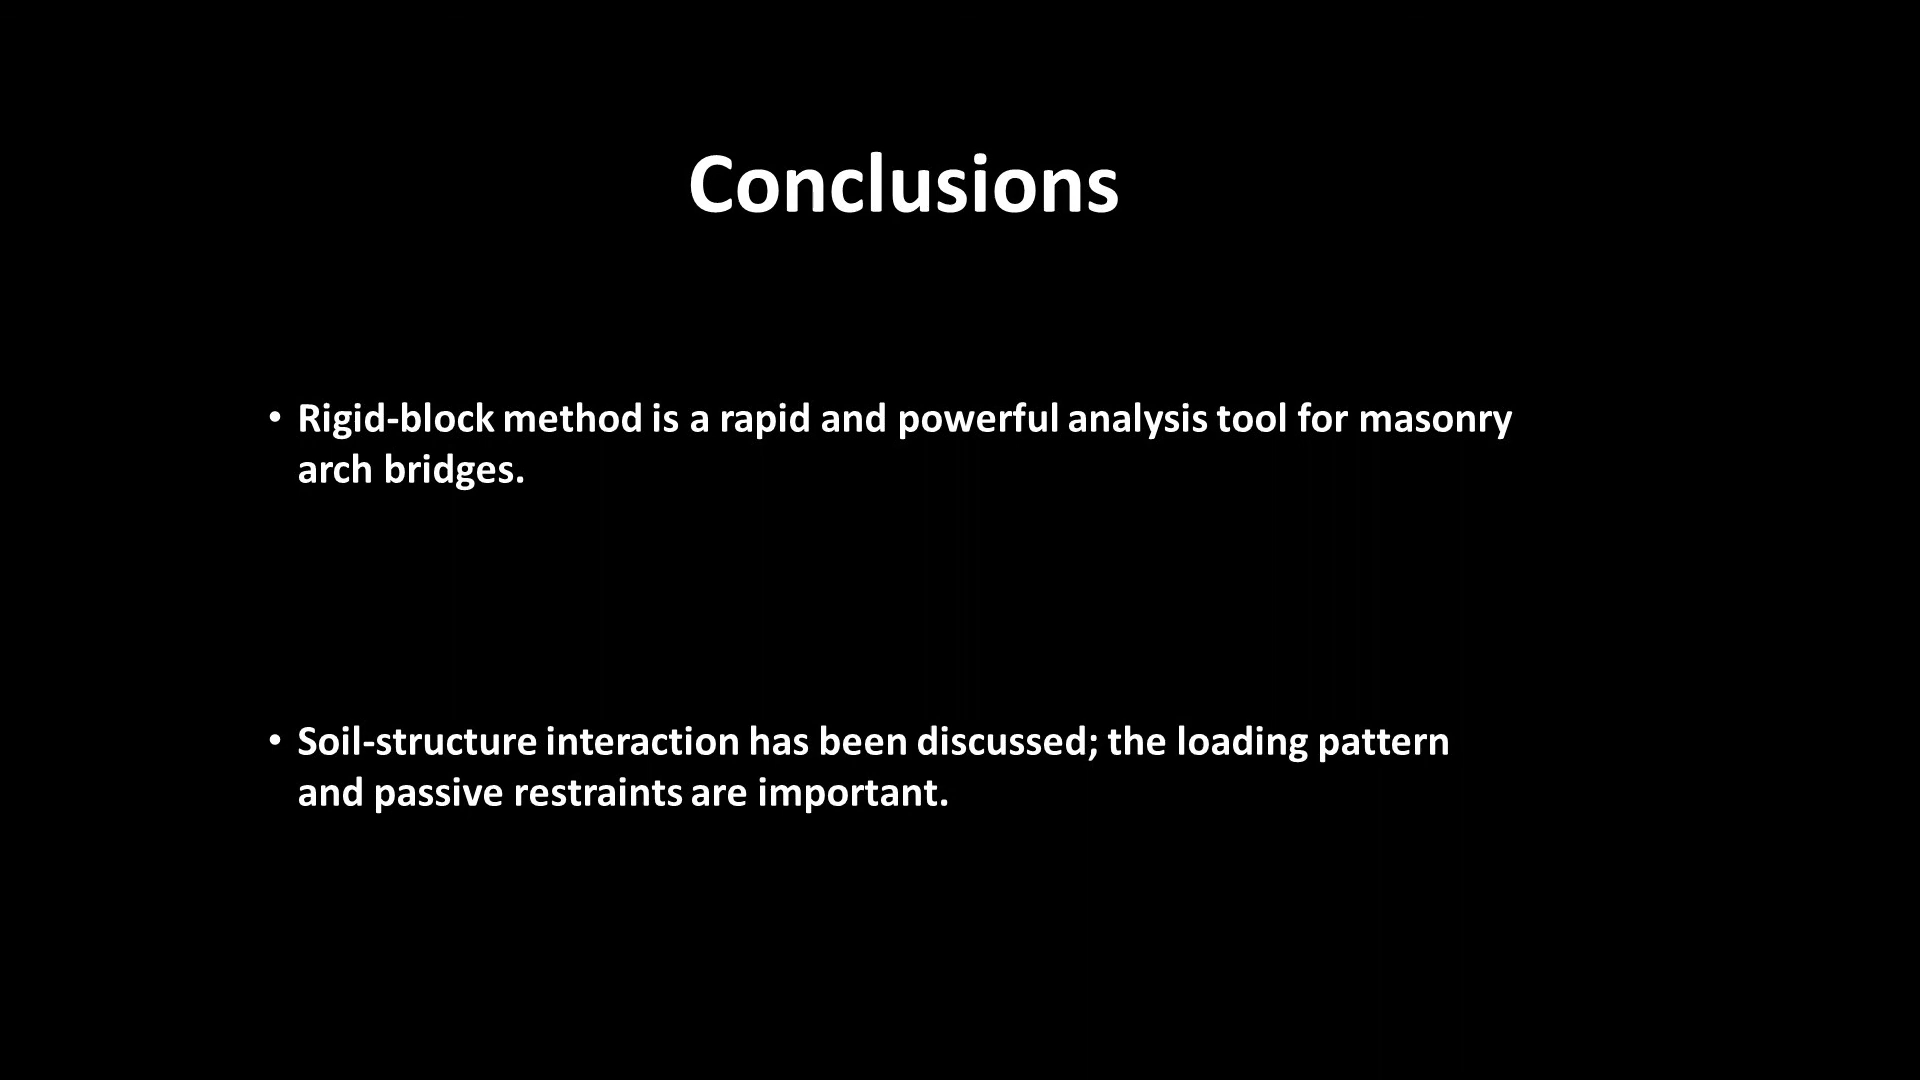 Conclusions
• Rigid-block method is a rapid and powerful analysis tool for masonry
arch bridges.
• Soil-structure interaction has been discussed; the loading pattern
and passive restraints are important.